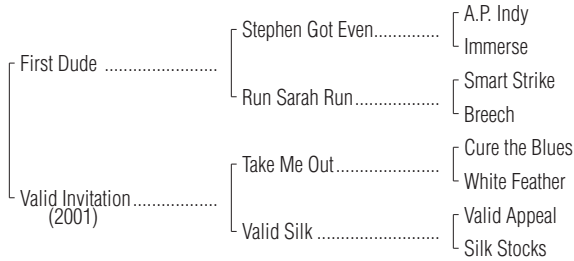 A.P. Indy
Stephen Got Even..............
Immerse
First Dude ........................
Smart Strike
Run Sarah Run..................
Breech
Cure the Blues
Take Me Out......................
White Feather
Valid Invitation..................
(2001)
Valid Appeal
Valid Silk ..........................
Silk Stocks